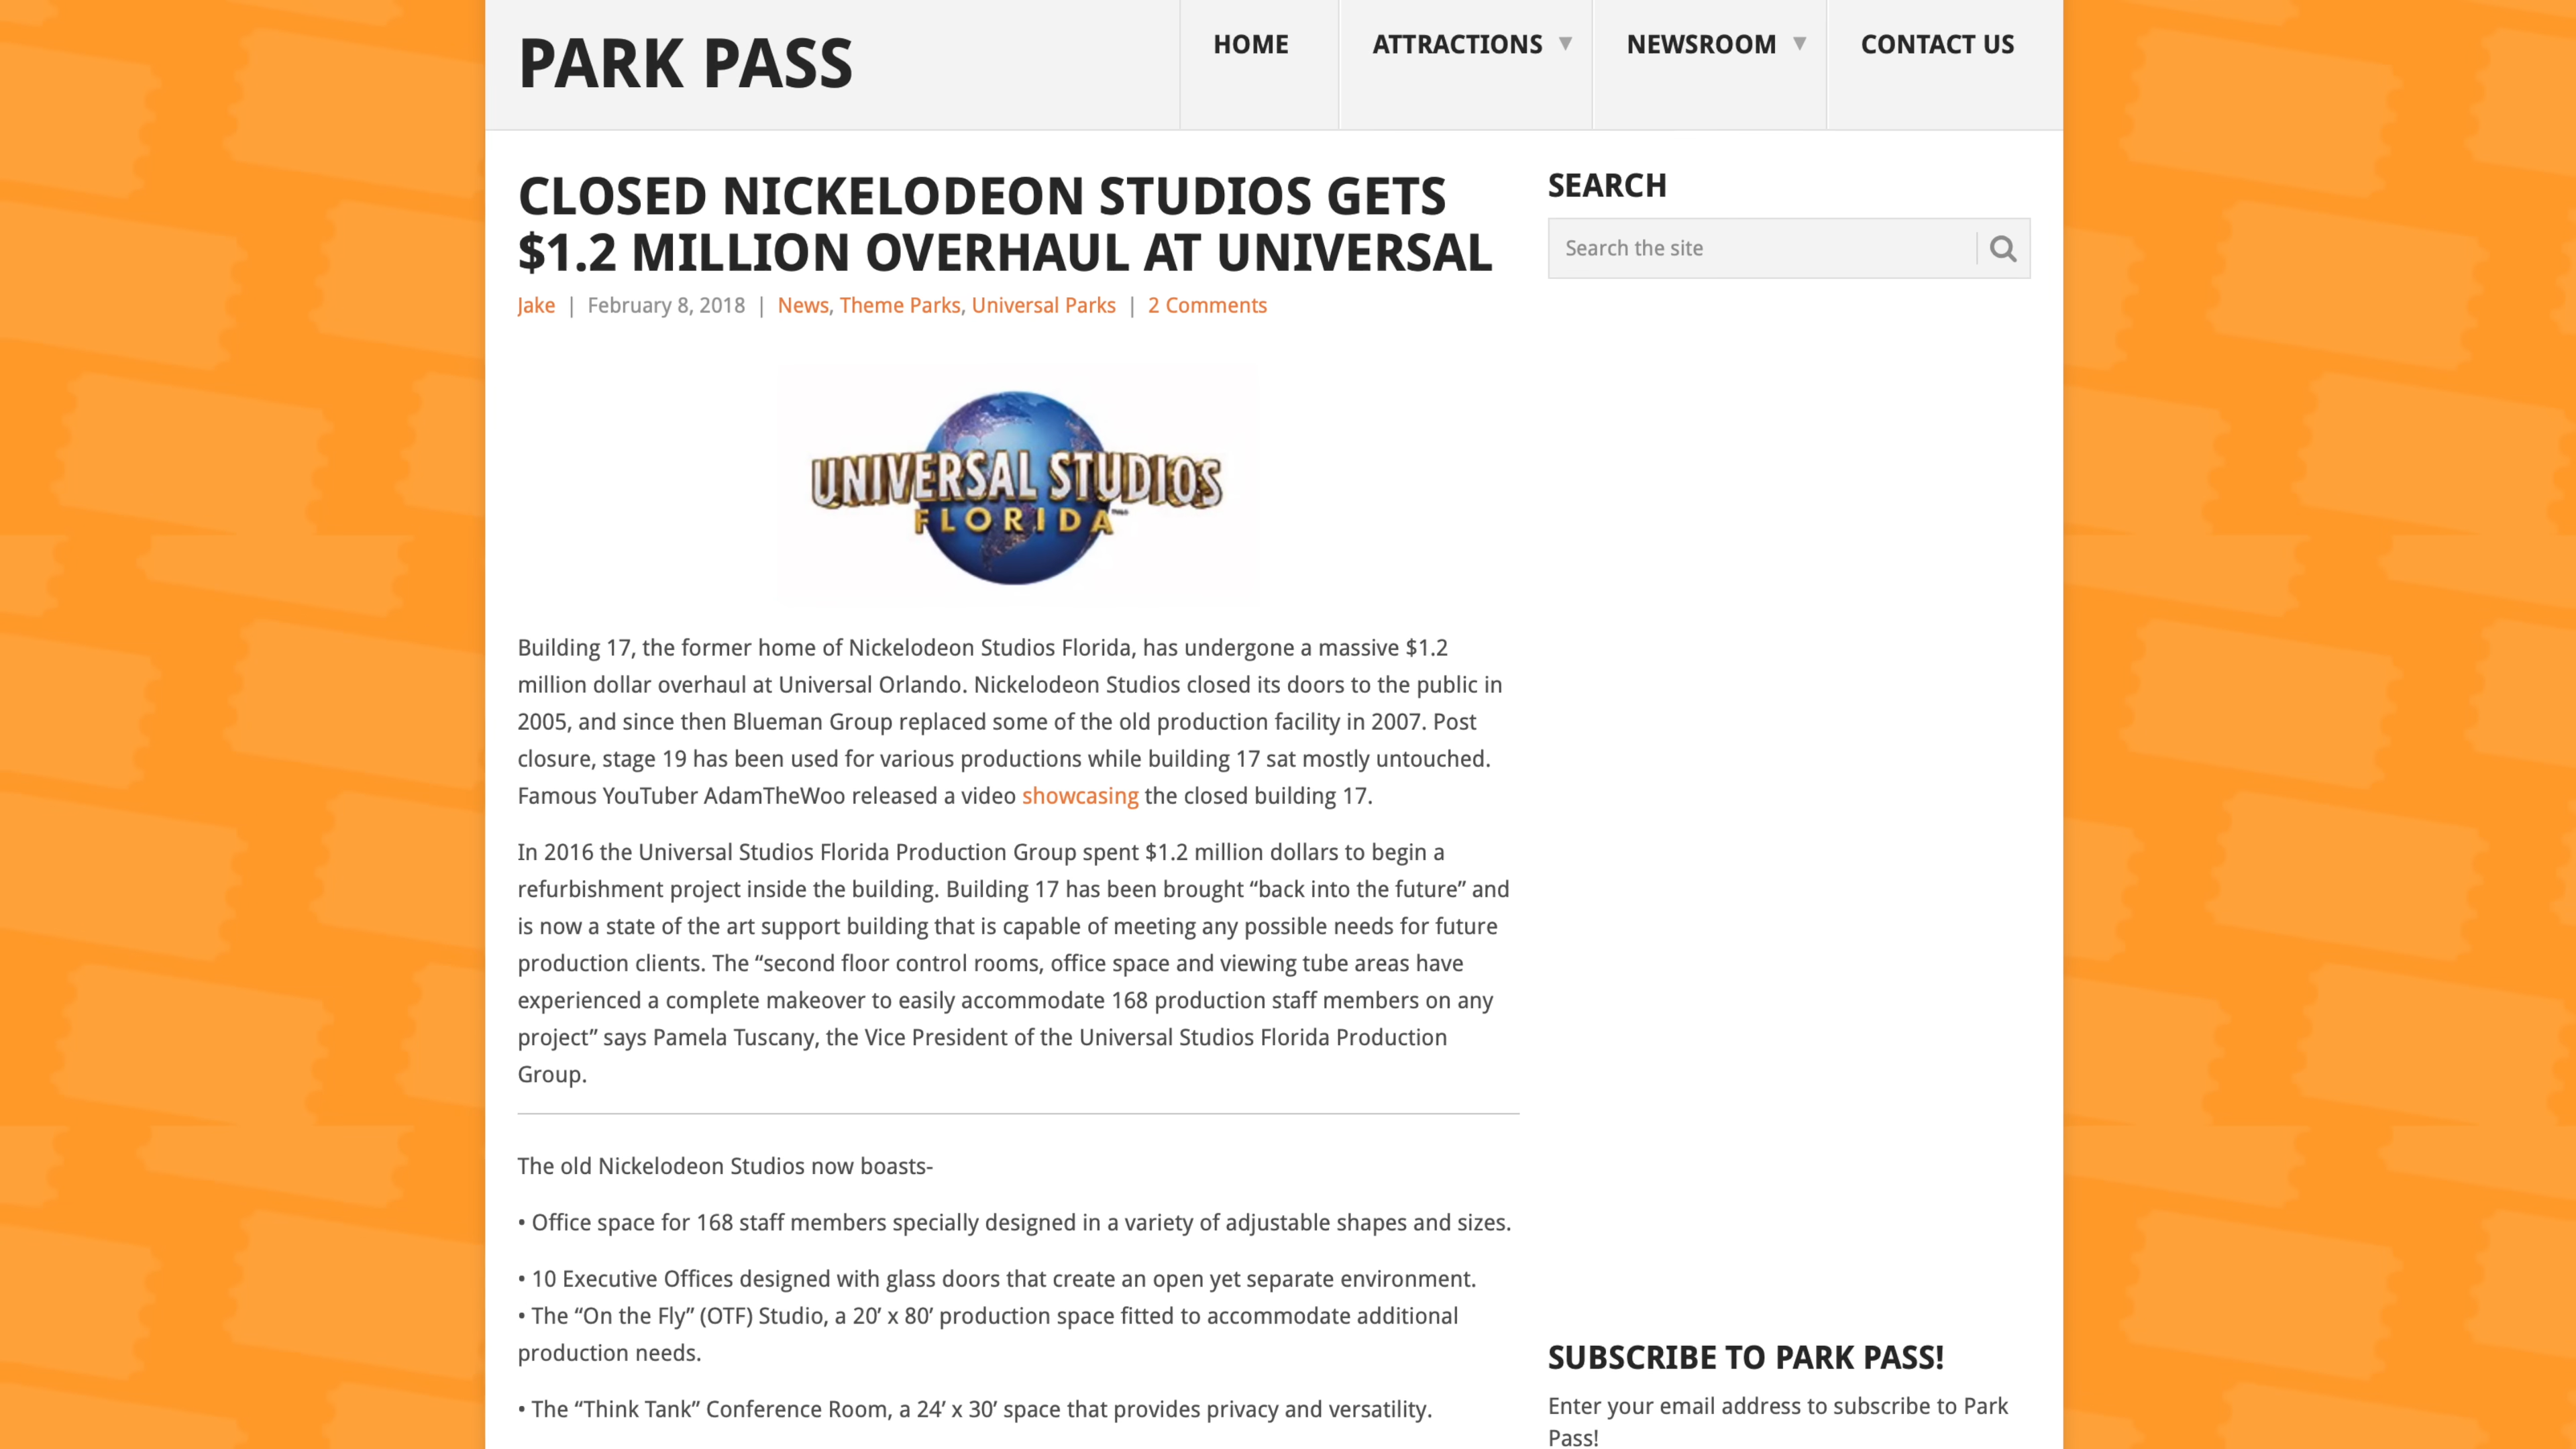 PARK PASS
HOME
ATTRACTIONS ▼
NEWSROOM ▼
CONTACT US
CLOSED NICKELODEON STUDIOS GETS
$1.2 MILLION OVERHAUL AT UNIVERSAL
Jake | February 8, 2018 | News, Theme Parks, Universal Parks | 2 Comments
UNIVERSAL STUDIOS
FLORIDA
Building 17, the former home of Nickelodeon Studios Florida, has undergone a massive $1.2
million dollar overhaul at Universal Orlando. Nickelodeon Studios closed its doors to the public in
2005, and since then Blueman Group replaced some of the old production facility in 2007. Post
closure, stage 19 has been used for various productions while building 17 sat mostly untouched.
Famous YouTuber AdamTheWoo released a video showcasing the closed building 17.
In 2016 the Universal Studios Florida Production Group spent $1.2 million dollars to begin a
refurbishment project inside the building. Building 17 has been brought “back into the future” and
is now a state of the art support building that is capable of meeting any possible needs for future
production clients. The “second floor control rooms, office space and viewing tube areas have
experienced a complete makeover to easily accommodate 168 production staff members on any
project” says Pamela Tuscany, the Vice President of the Universal Studios Florida Production
Group.
The old Nickelodeon Studios now boasts-
• Office space for 168 staff members specially designed in a variety of adjustable shapes and sizes.
• 10 Executive Offices designed with glass doors that create an open yet separate environment.
• The “On the Fly” (OTF) Studio, a 20’ x 80’ production space fitted to accommodate additional
production needs.
• The “Think Tank” Conference Room, a 24’ x 30’ space that provides privacy and versatility.
SEARCH
Search the site
SUBSCRIBE TO PARK PASS!
Enter your email address to subscribe to Park
Pass!